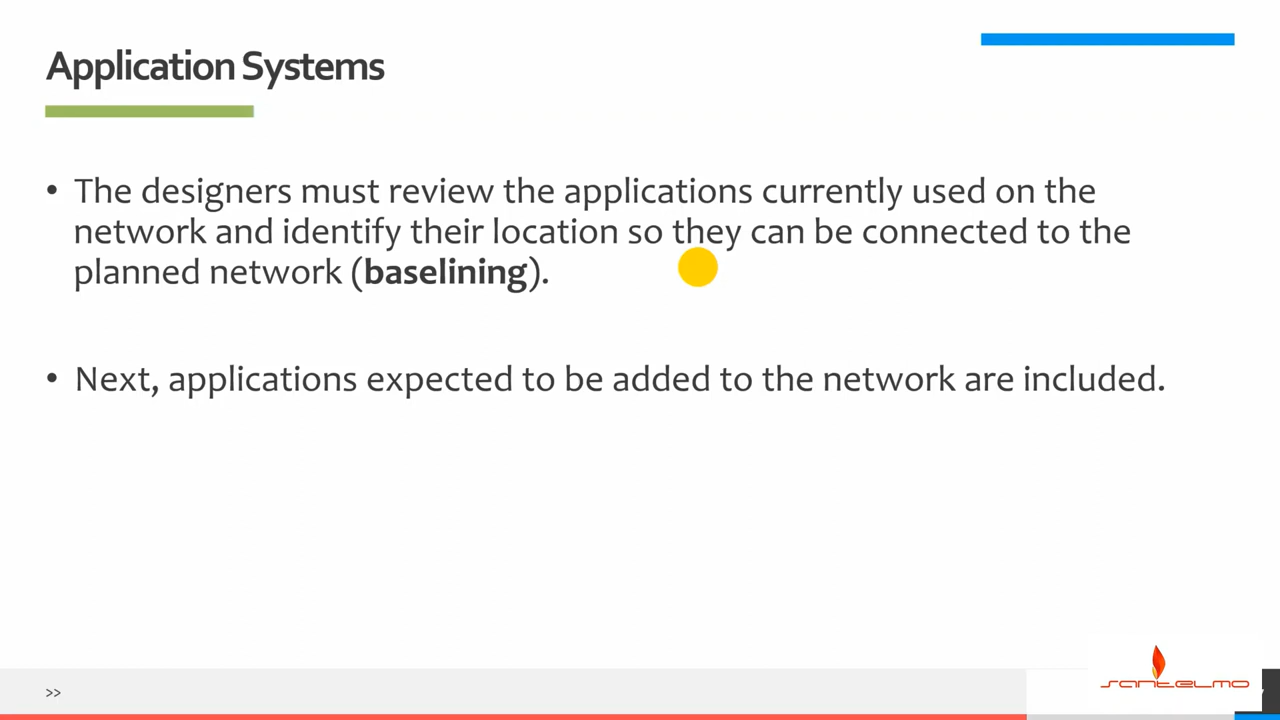 Application Systems
• The designers must review the applications currently used on the
network and identify their location so they can be connected to the
planned network (baselining).
• Next, applications expected to be added to the network are included.
>>
santelmo